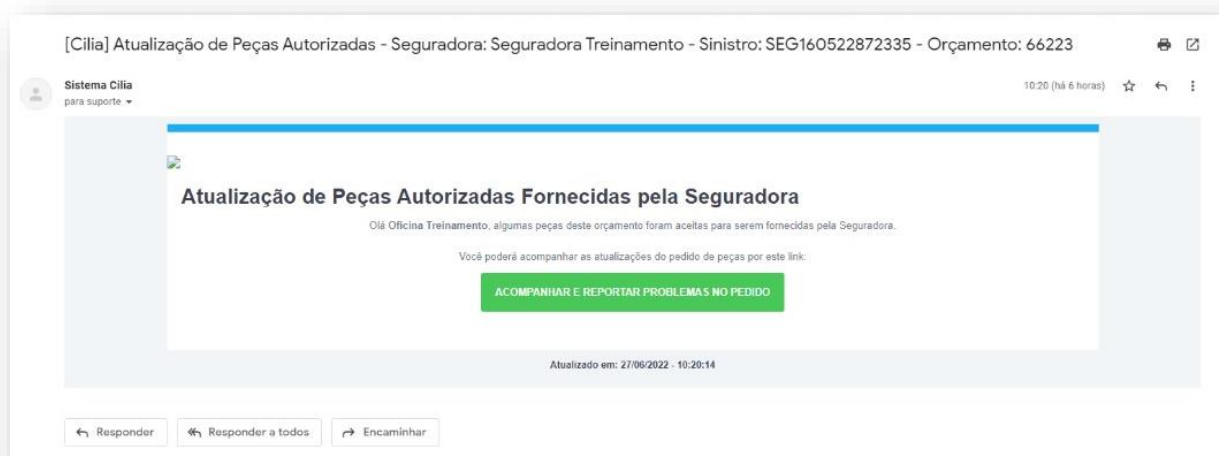 [Cilia] Atualização de Peças Autorizadas - Seguradora: Seguradora Treinamento - Sinistro: SEG160522872335 - Orçamento: 66223
Sistema Cilia
10:20 (há 6 horas)
para suporte
Atualização de Peças Autorizadas Fornecidas pela Seguradora
Olá Oficina Treinamento, algumas peças deste orçamento foram aceitas para serem fornecidas pela Seguradora.
Você poderá acompanhar as atualizações do pedido de peças por este link:
ACOMPANHAR E REPORTAR PROBLEMAS NO PEDIDO
Atualizado em: 27/06/2022 - 10:20:14
Responder
Responder a todos
Encaminhar